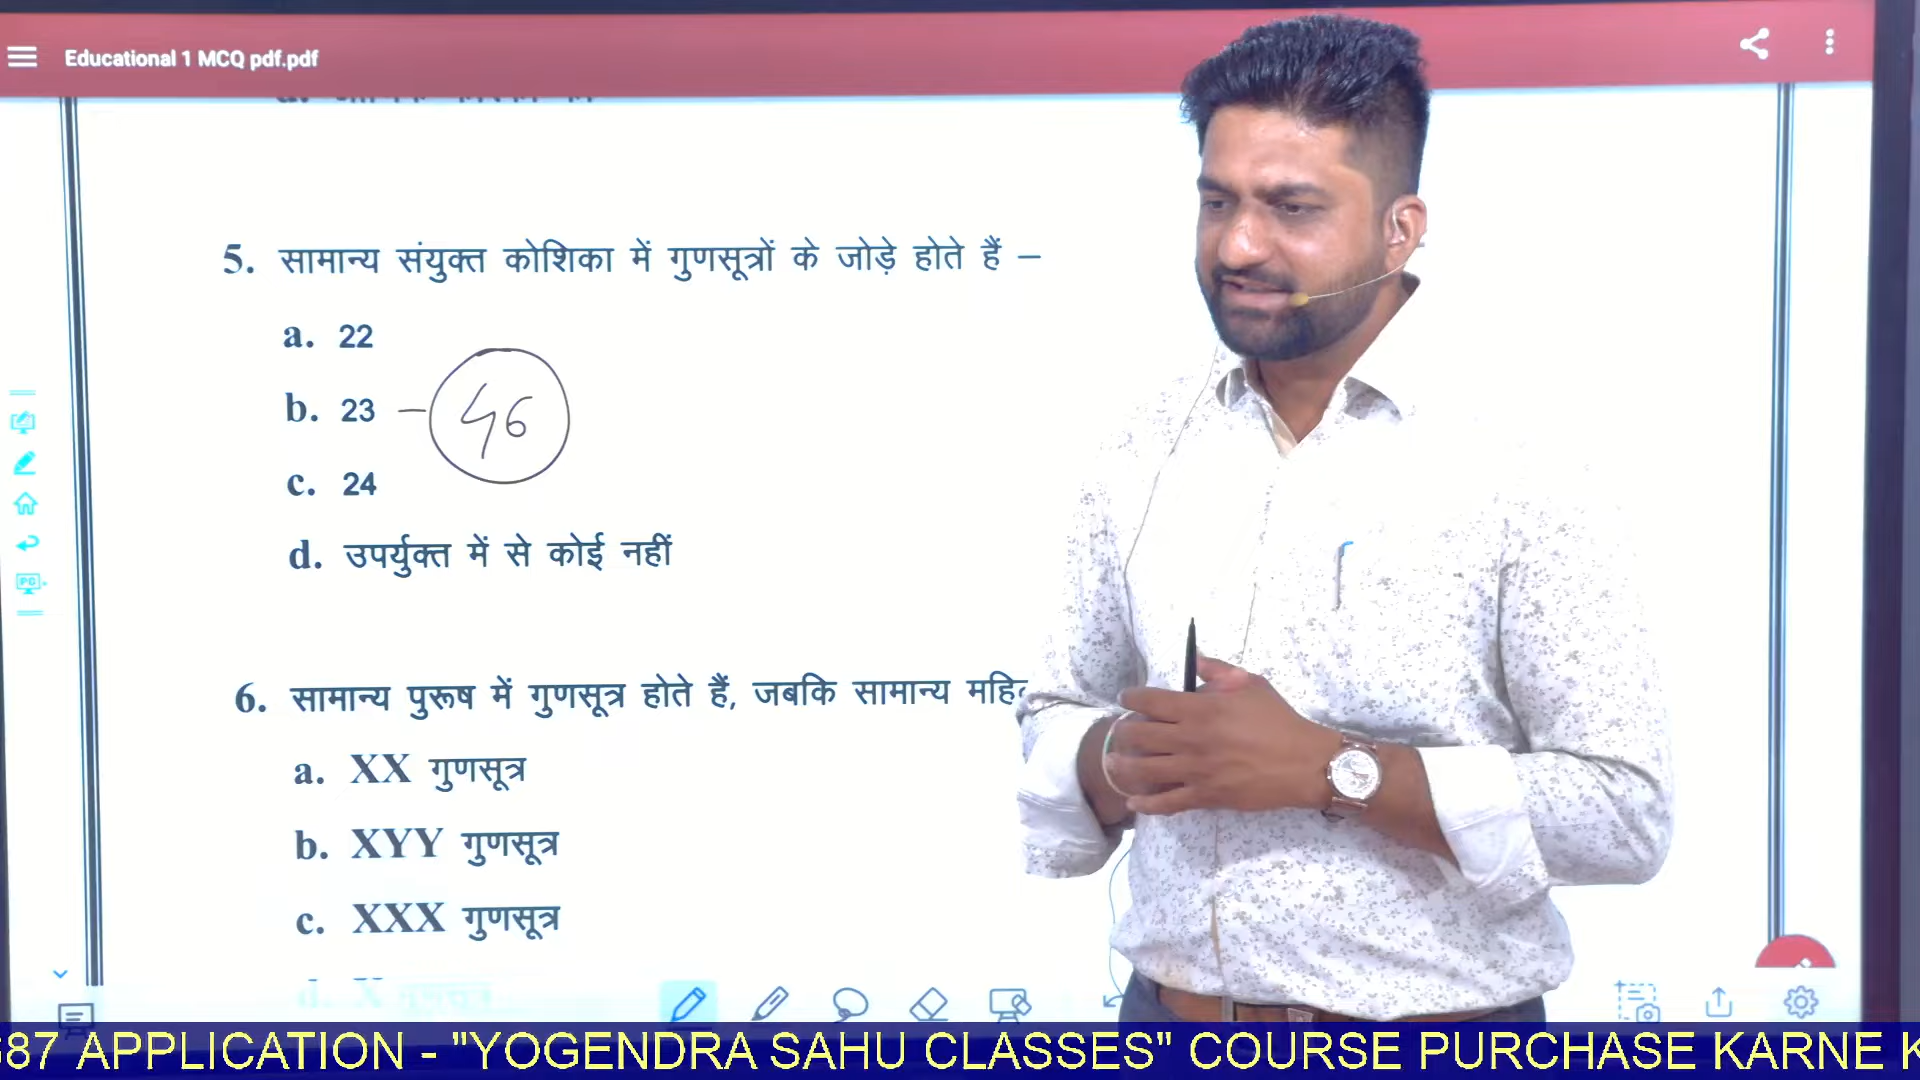 Educational 1 MCQ pdf.pdf
5. सामान्य संयुक्त कोशिका में गुणसूत्रों के जोड़े होते हैं –
a. 22
b. 23 – 46
c. 24
d. उपर्युक्त में से कोई नहीं
6. सामान्य पुरूष में गुणसूत्र होते हैं, जबकि सामान्य
a. XX गुणसूत्र
b. XYY गुणसूत्र
c. XXX गुणसूत्र
d. X
PG
87 APPLICATION - "YOGENDRA SAHU CLASSES" COURSE PURCHASE KARNE